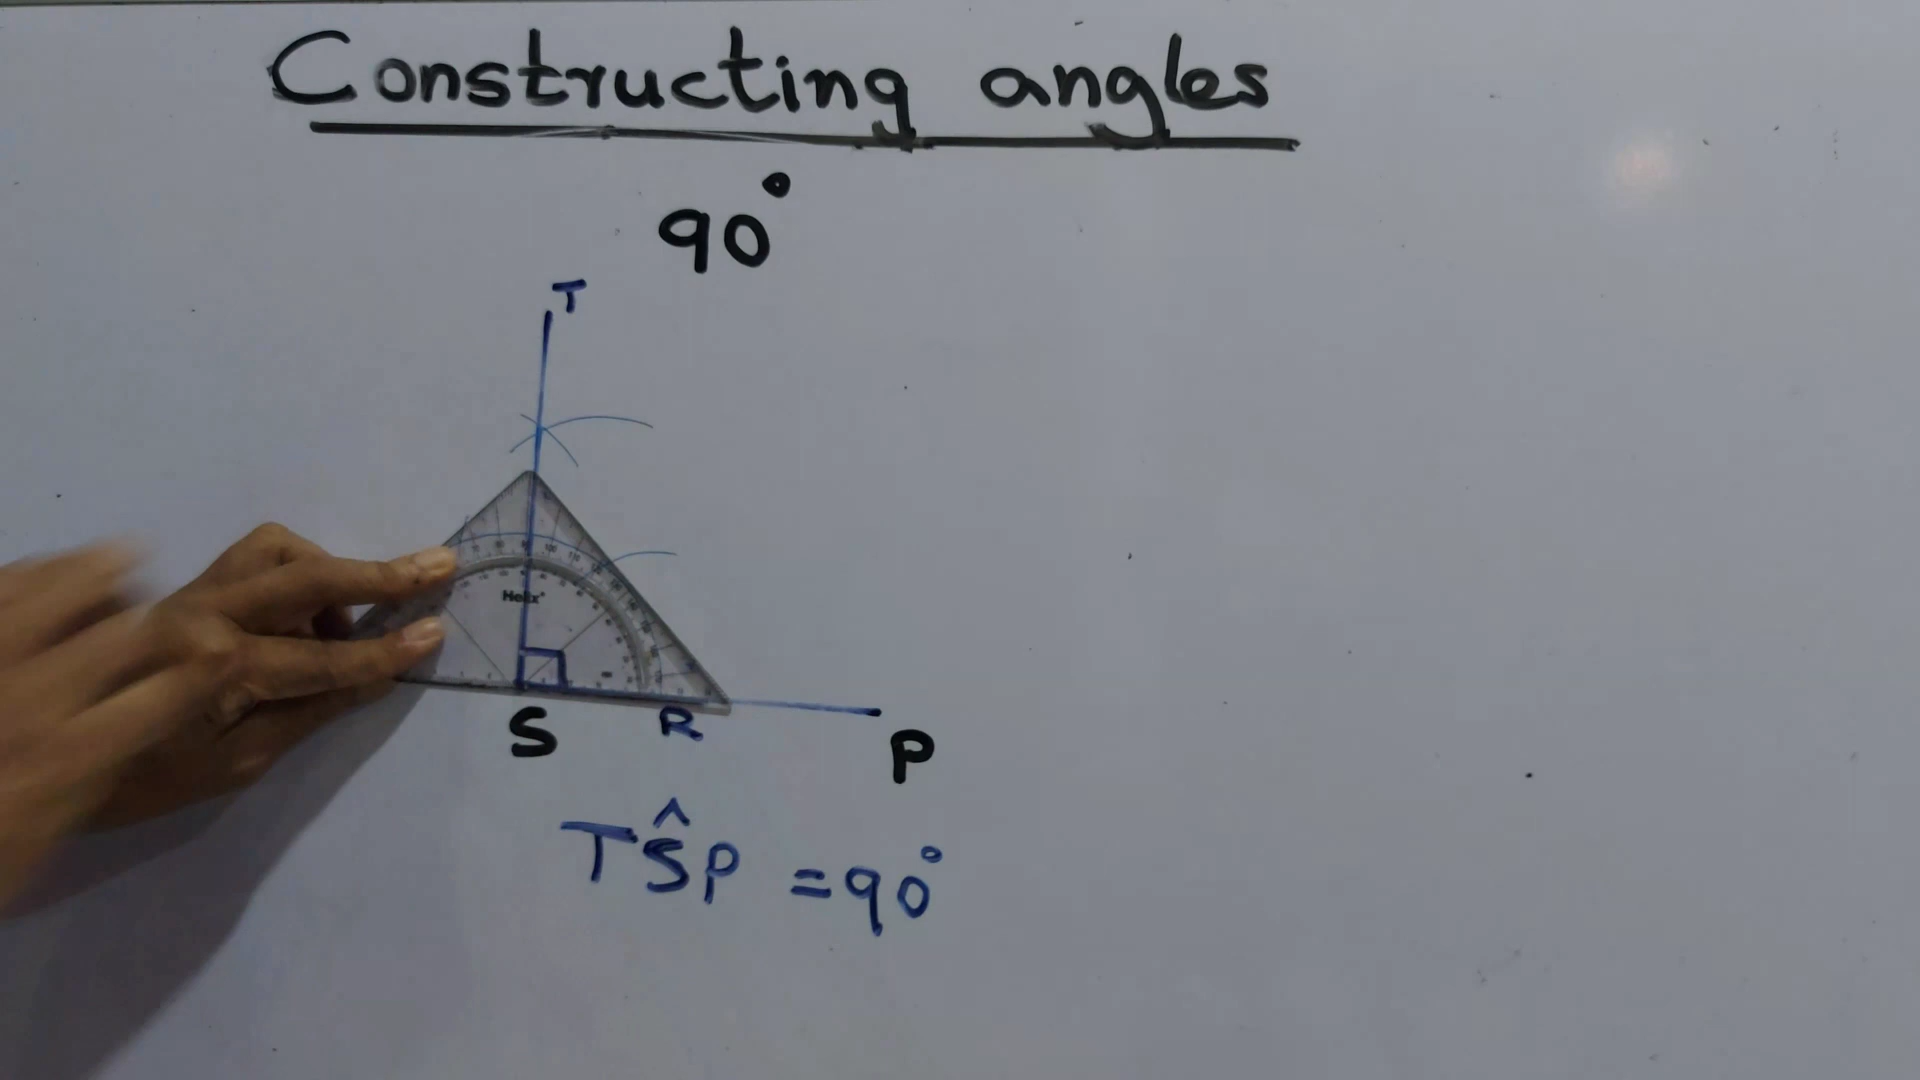 Constructing angles
90°
T
Helix
S
R
P
TŜP = 90°